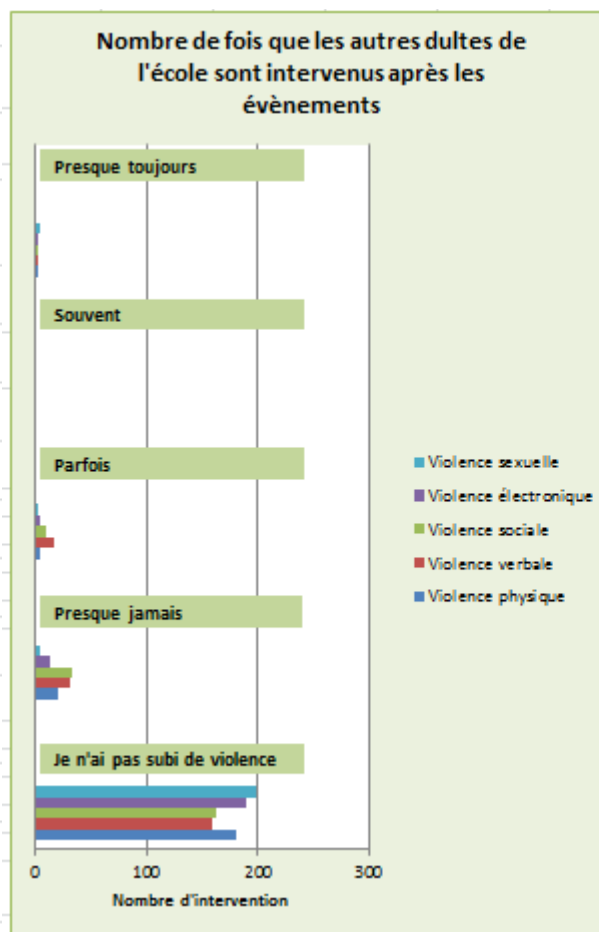 Nombre de fois que les autres dultes de
l'école sont intervenus après les
évènements
Presque toujours
Souvent
Parfois
Presque jamais
Je n'ai pas subi de violence
Violence sexuelle
Violence électronique
Violence sociale
Violence verbale
Violence physique
0 100 200 300
Nombre d'intervention